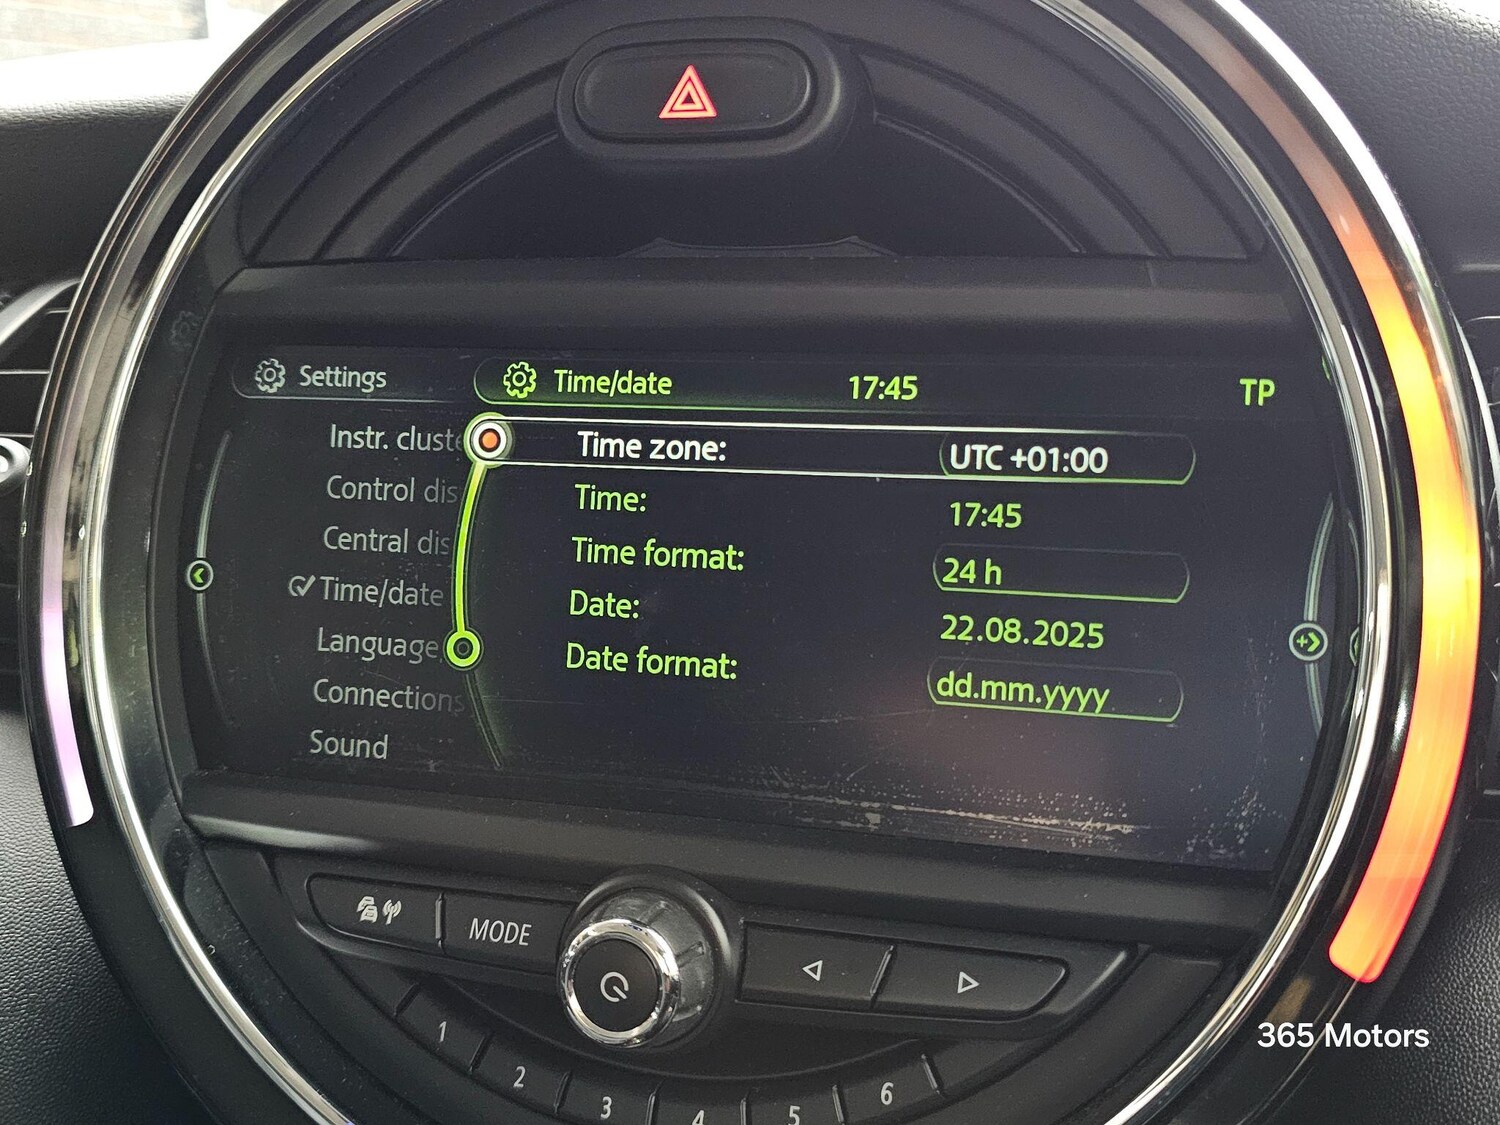 Settings
Time/date 17:45 TP
Instr. cluste
Control dis
Central dis
Time/date
Language,
Connections
Sound
Time zone: UTC +01:00
Time: 17:45
Time format: 24 h
Date: 22.08.2025
Date format: dd.mm.yyyy
MODE
1 2 3 4 5 6
365 Motors